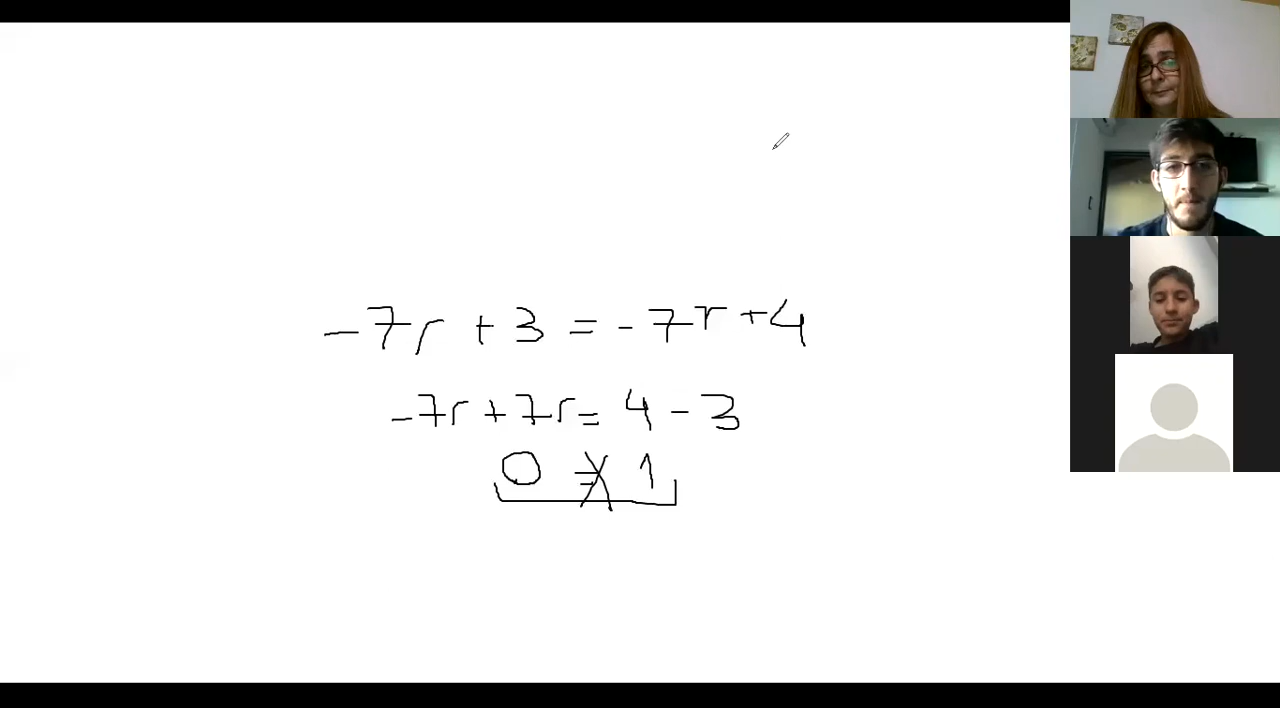 -7r + 3 = -7r + 4
-7r + 7r = 4 - 3
0 ≠ 1